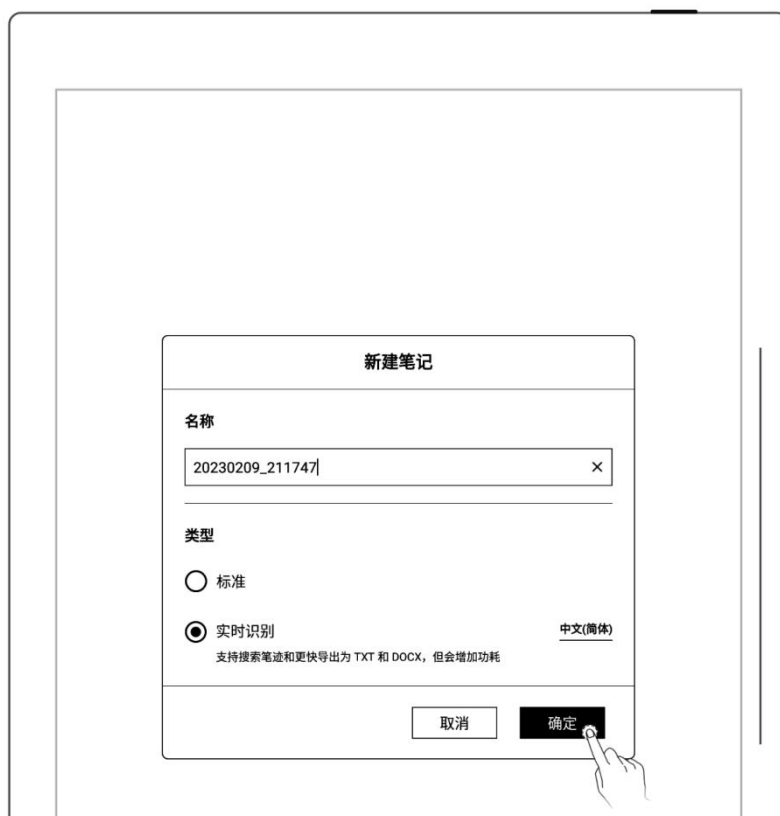 新建笔记
名称
20230209_211747
类型
标准
实时识别 中文(简体)
支持搜索笔迹和更快导出为 TXT 和 DOCX，但会增加功耗
取消 确定